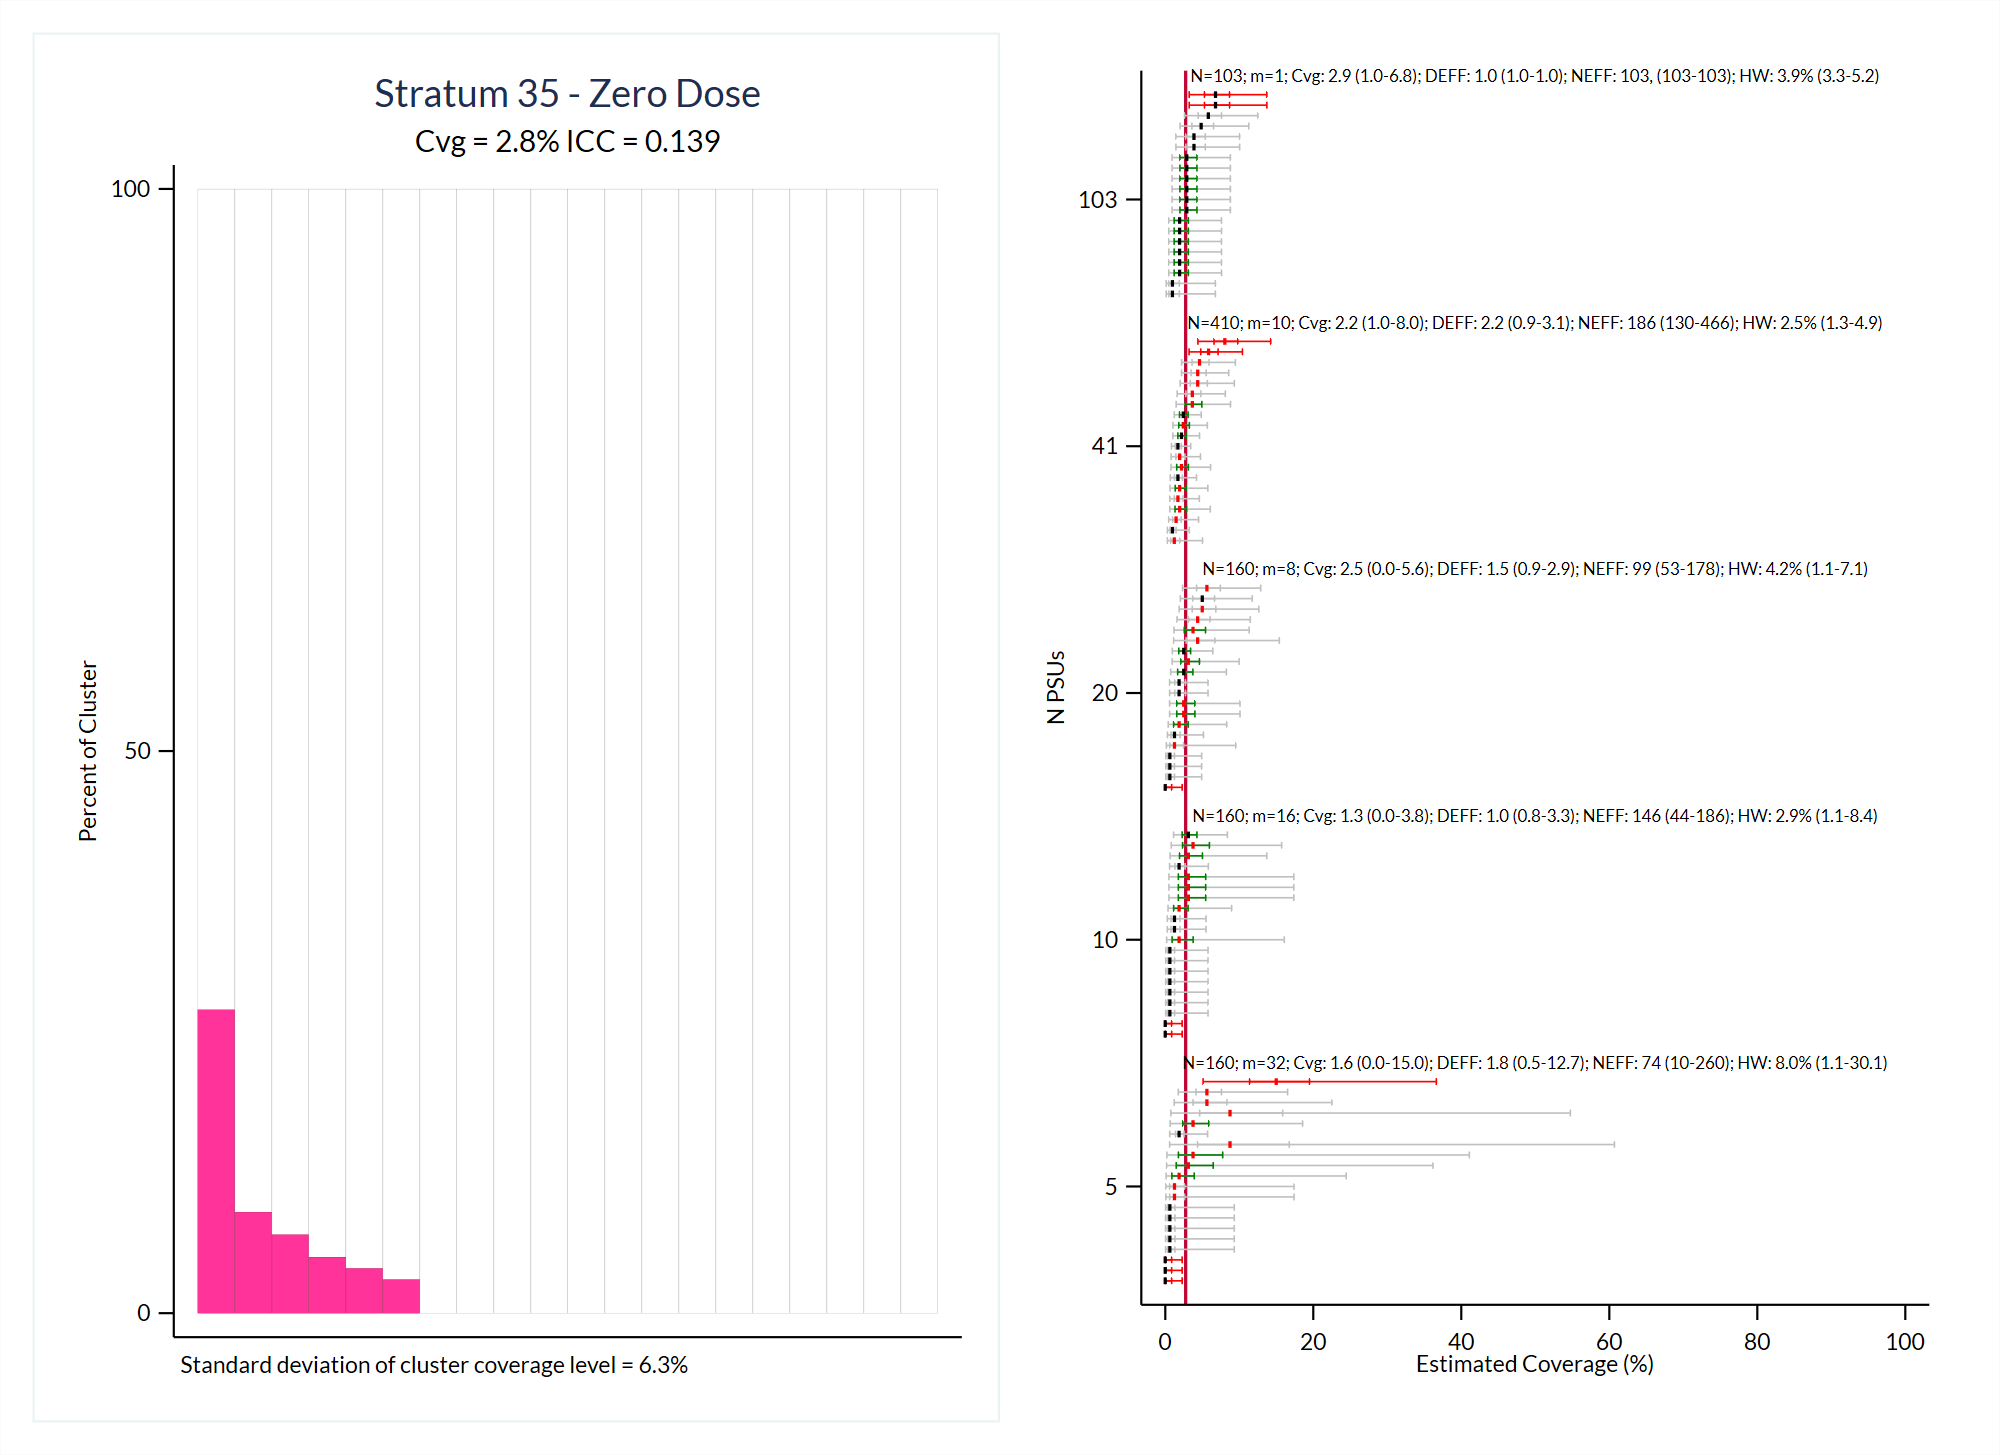 Stratum 35 - Zero Dose
Cvg = 2.8% ICC = 0.139
100
50
0
Percent of Cluster
Standard deviation of cluster coverage level = 6.3%
N=103; m=1; Cvg: 2.9 (1.0-6.8); DEFF: 1.0 (1.0-1.0); NEFF: 103, (103-103); HW: 3.9% (3.3-5.2)
103
N=410; m=10; Cvg: 2.2 (1.0-8.0); DEFF: 2.2 (0.9-3.1); NEFF: 186 (130-466); HW: 2.5% (1.3-4.9)
41
N=160; m=8; Cvg: 2.5 (0.0-5.6); DEFF: 1.5 (0.9-2.9); NEFF: 99 (53-178); HW: 4.2% (1.1-7.1)
20
N PSUs
N=160; m=16; Cvg: 1.3 (0.0-3.8); DEFF: 1.0 (0.8-3.3); NEFF: 146 (44-186); HW: 2.9% (1.1-8.4)
10
N=160; m=32; Cvg: 1.6 (0.0-15.0); DEFF: 1.8 (0.5-12.7); NEFF: 74 (10-260); HW: 8.0% (1.1-30.1)
5
0 20 40 60 80 100
Estimated Coverage (%)